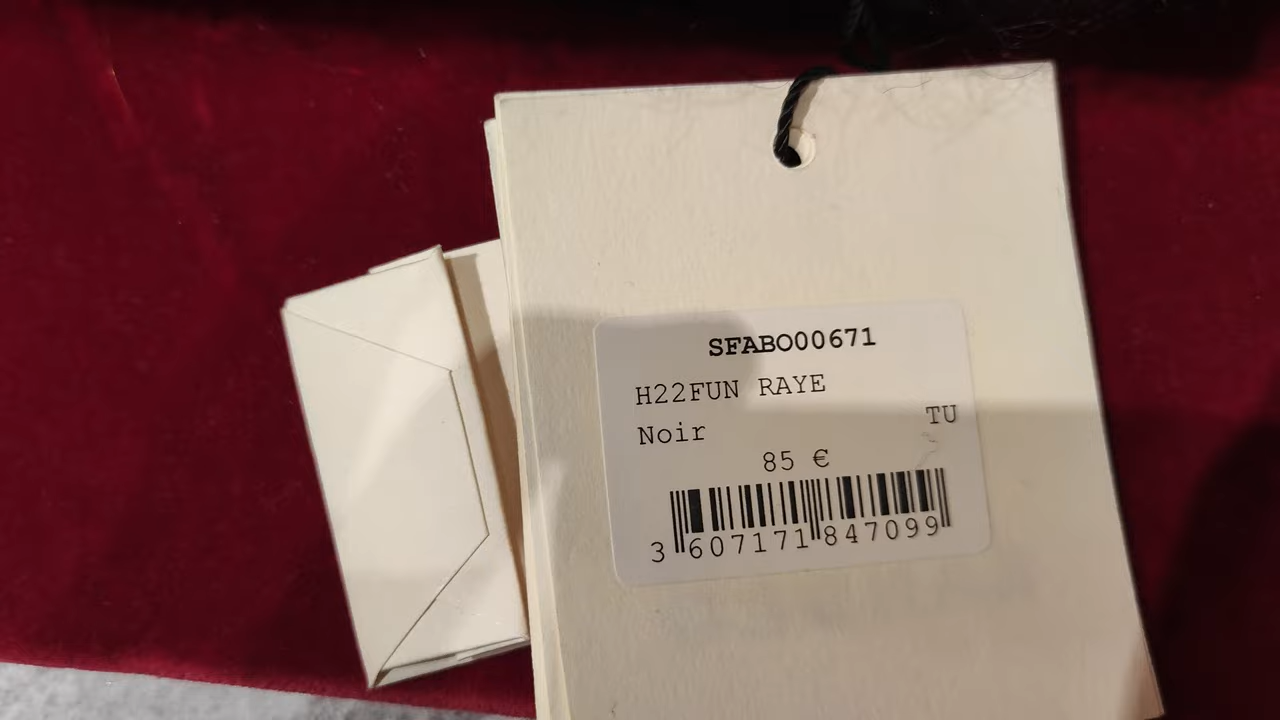 SFABO00671
H22FUN RAYE
Noir TU
85 €
3 607171 847099